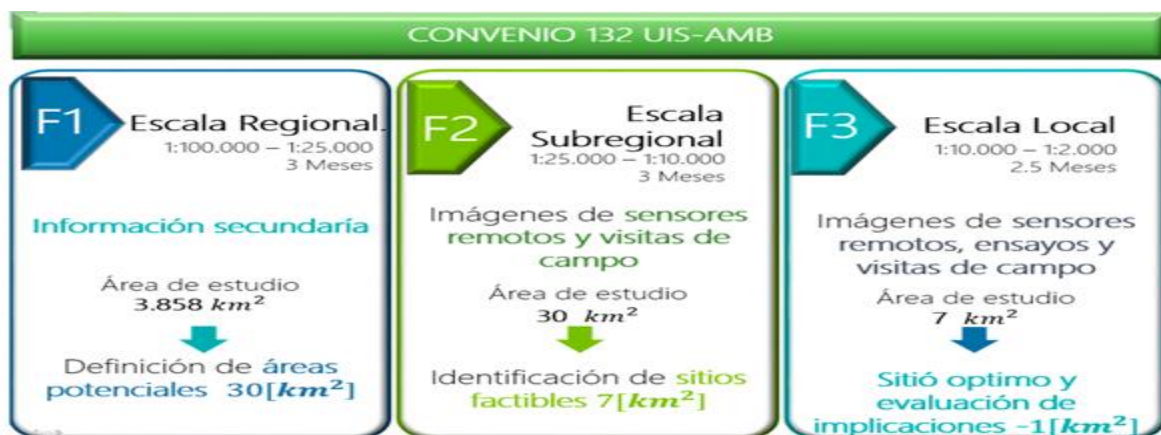 CONVENIO 132 UIS-AMB
F1
Escala Regional.
1:100.000 – 1:25.000
3 Meses
Información secundaría
Área de estudio
3.858 km²
Definición de áreas
potenciales 30[km²]
F2
Escala
Subregional
1:25.000 – 1:10.000
3 Meses
Imágenes de sensores
remotos y visitas de
campo
Área de estudio
30 km²
Identificación de sitios
factibles 7[km²]
F3
Escala Local
1:10.000 – 1:2.000
2.5 Meses
Imágenes de sensores
remotos, ensayos y
visitas de campo
Área de estudio
7 km²
Sitió optimo y
evaluación de
implicaciones -1[km²]